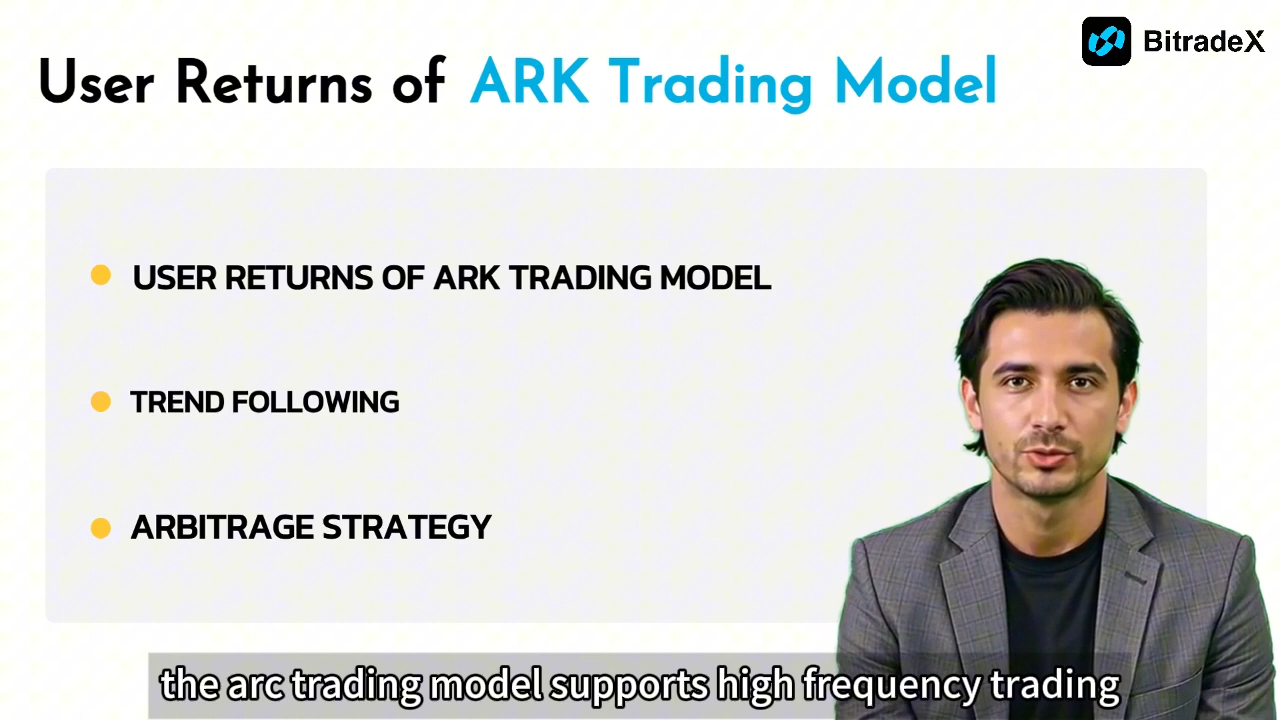 BitradeX
User Returns of ARK Trading Model
USER RETURNS OF ARK TRADING MODEL
TREND FOLLOWING
ARBITRAGE STRATEGY
the arc trading model supports high frequency trading